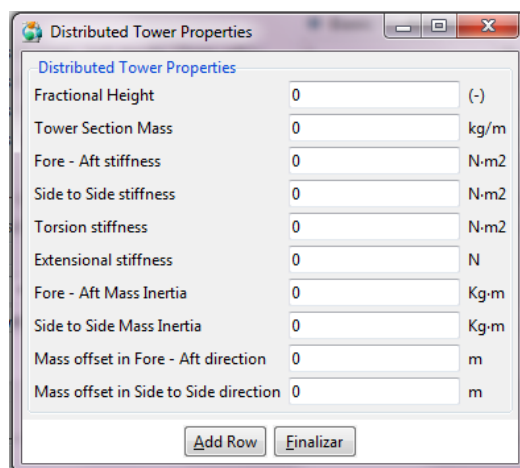 Distributed Tower Properties
Distributed Tower Properties
Fractional Height 0 (-)
Tower Section Mass 0 kg/m
Fore - Aft stiffness 0 N·m2
Side to Side stiffness 0 N·m2
Torsion stiffness 0 N·m2
Extensional stiffness 0 N
Fore - Aft Mass Inertia 0 Kg·m
Side to Side Mass Inertia 0 Kg·m
Mass offset in Fore - Aft direction 0 m
Mass offset in Side to Side direction 0 m
Add Row Finalizar